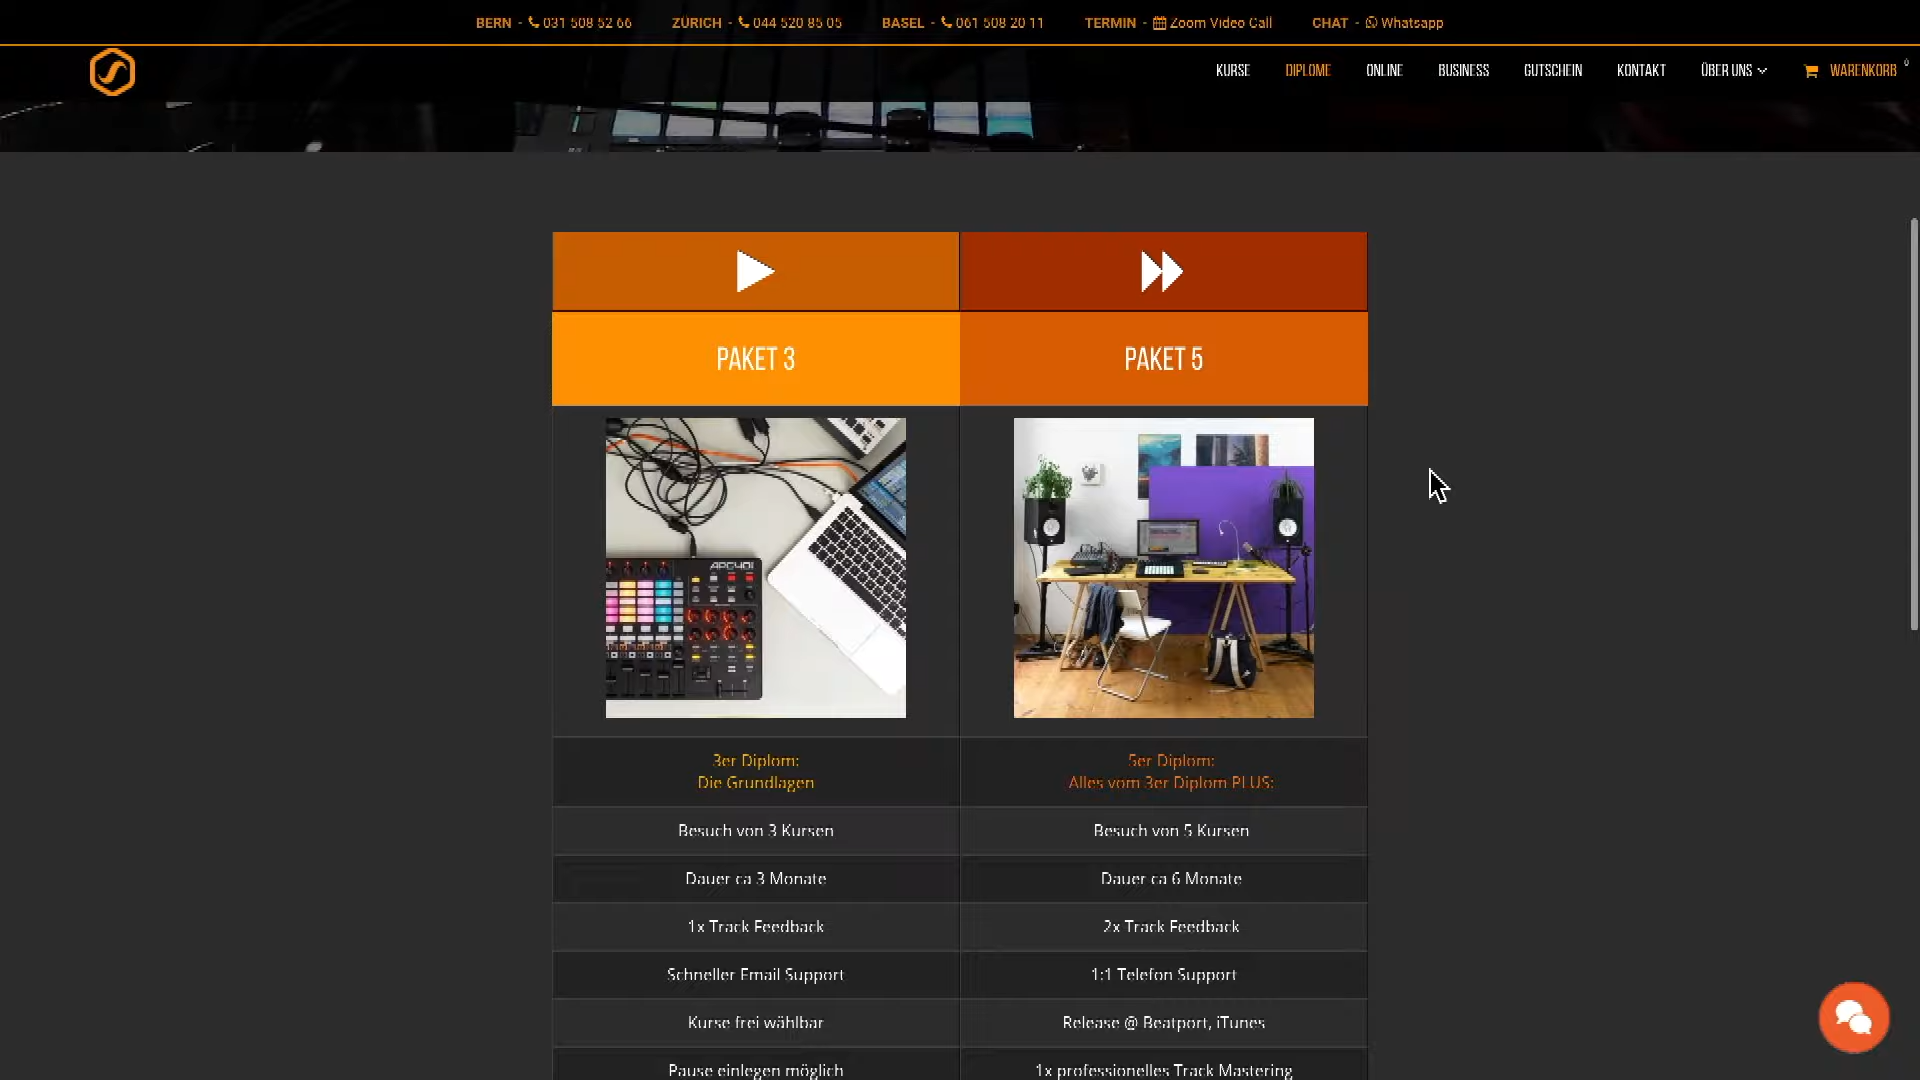 BERN - 031 508 52 66 ZÜRICH - 044 520 85 05 BASEL - 061 508 20 11 TERMIN - Zoom Video Call CHAT - Whatsapp
KURSE DIPLOME ONLINE BUSINESS GUTSCHEIN KONTAKT ÜBER UNS WARENKORB 0
PAKET 3 PAKET 5
APC40
3er Diplom: 5er Diplom:
Die Grundlagen Alles vom 3er Diplom PLUS:
Besuch von 3 Kursen Besuch von 5 Kursen
Dauer ca 3 Monate Dauer ca 6 Monate
1x Track Feedback 2x Track Feedback
Schneller Email Support 1:1 Telefon Support
Kurse frei wählbar Release @ Beatport, iTunes
Pause einlegen möglich 1x professionelles Track Mastering